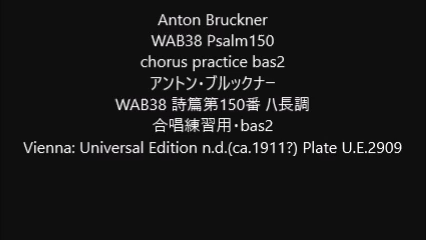 Anton Bruckner
WAB38 Psalm150
chorus practice bas2
アントン・ブルックナー
WAB38 詩篇第150番 ハ長調
合唱練習用・bas2
Vienna: Universal Edition n.d.(ca.1911?) Plate U.E.2909